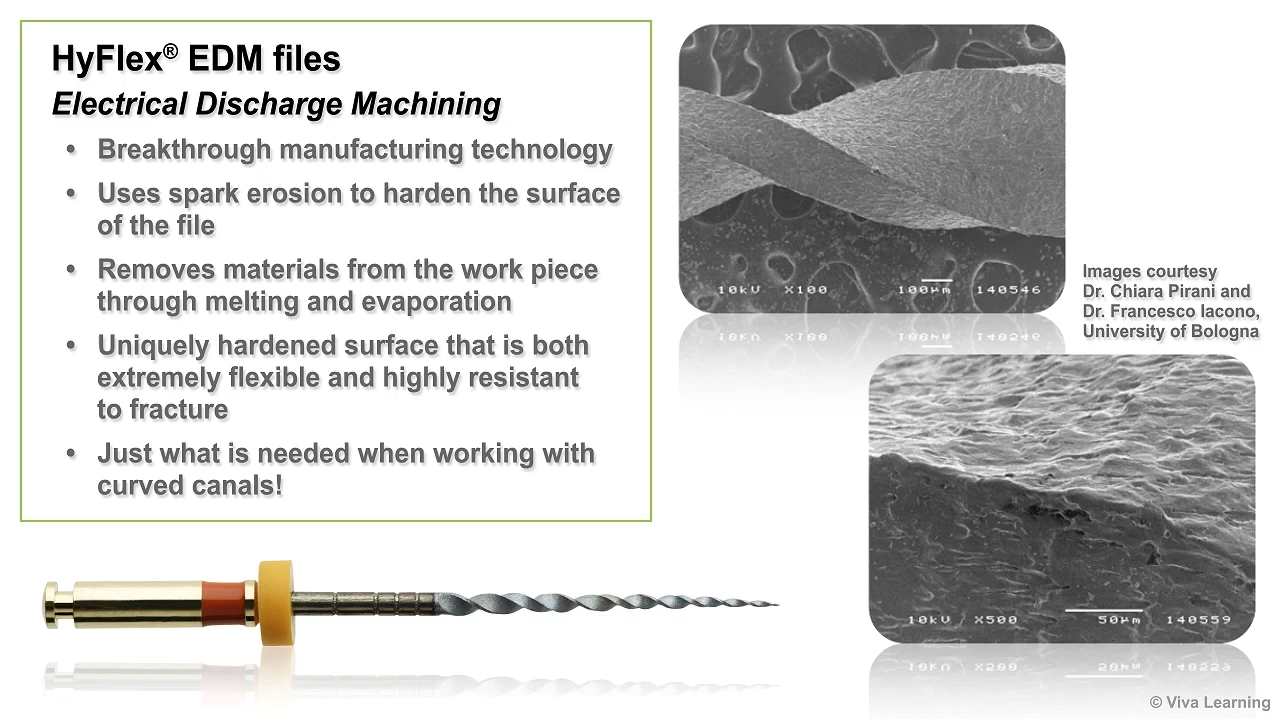 HyFlex® EDM files
Electrical Discharge Machining
• Breakthrough manufacturing technology
• Uses spark erosion to harden the surface
of the file
• Removes materials from the work piece
through melting and evaporation
• Uniquely hardened surface that is both
extremely flexible and highly resistant
to fracture
• Just what is needed when working with
curved canals!
10kV X100 100µm 140546
Images courtesy
Dr. Chiara Pirani and
Dr. Francesco Iacono,
University of Bologna
10kV X500 50µm 140559
© Viva Learning